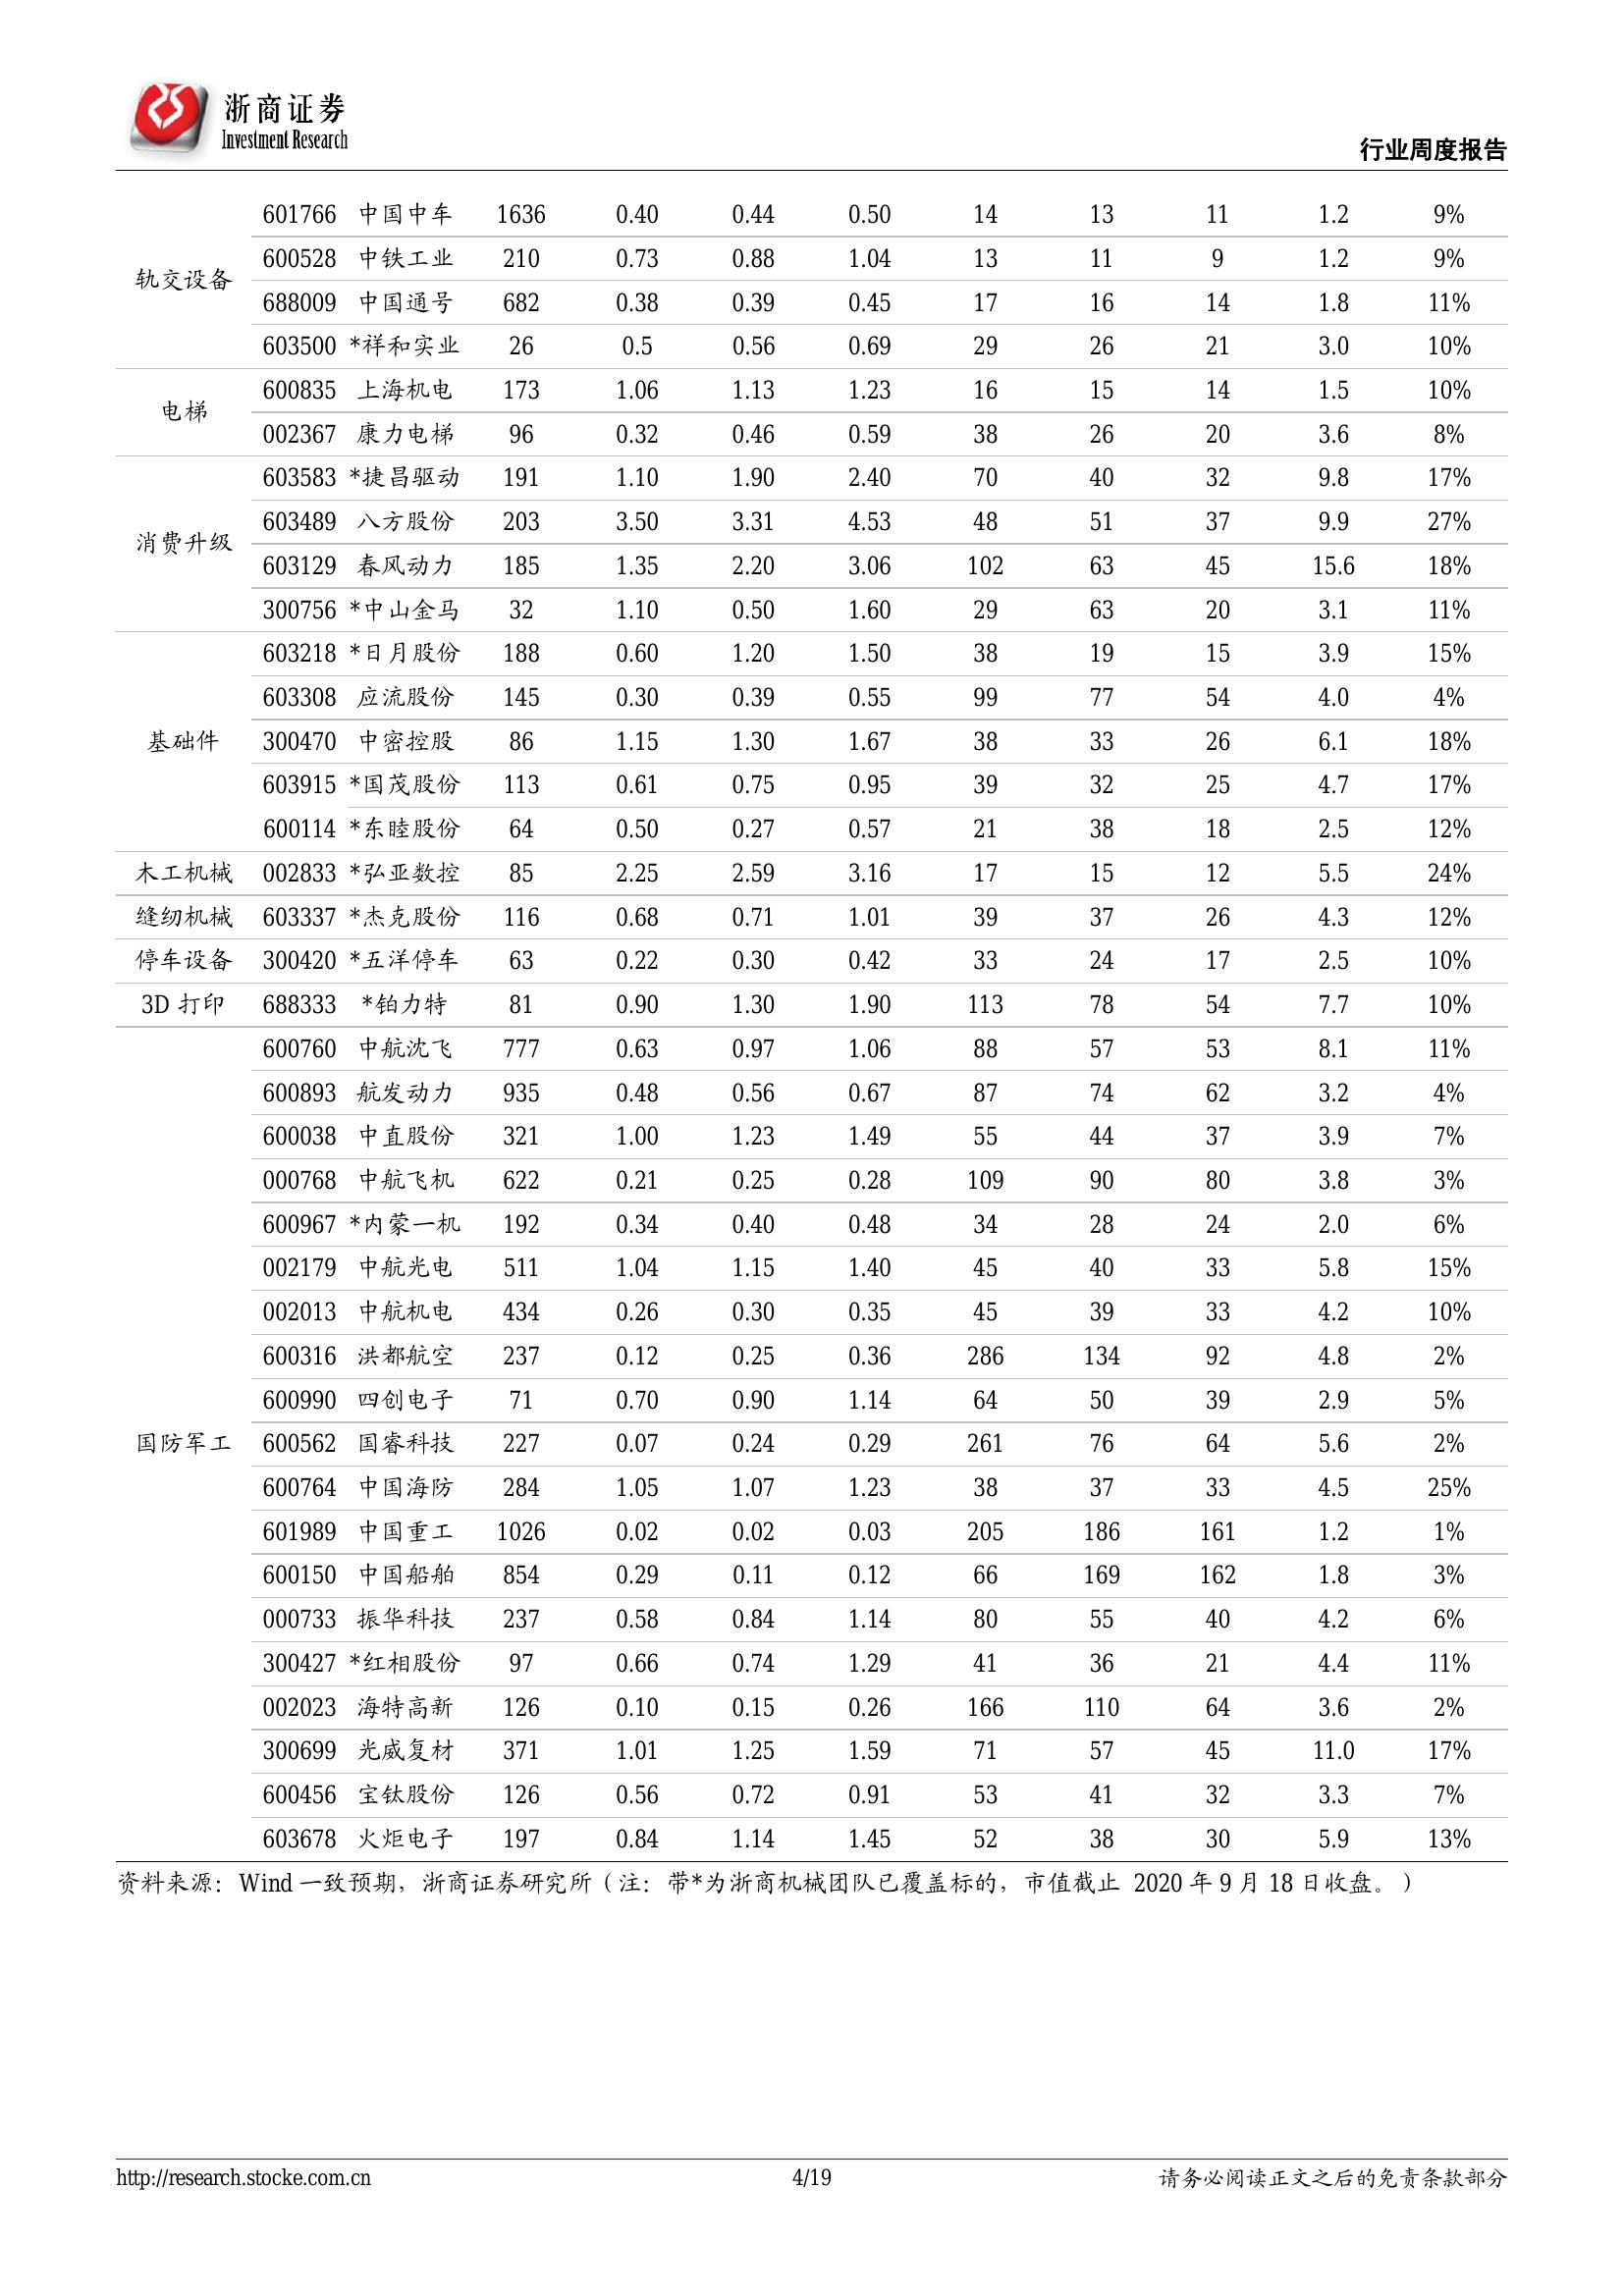 浙商证券
Investment Research
行业周度报告
轨交设备
601766 中国中车 1636 0.40 0.44 0.50 14 13 11 1.2 9%
600528 中铁工业 210 0.73 0.88 1.04 13 11 9 1.2 9%
688009 中国通号 682 0.38 0.39 0.45 17 16 14 1.8 11%
603500 *祥和实业 26 0.5 0.56 0.69 29 26 21 3.0 10%
电梯
600835 上海机电 173 1.06 1.13 1.23 16 15 14 1.5 10%
002367 康力电梯 96 0.32 0.46 0.59 38 26 20 3.6 8%
消费升级
603583 *捷昌驱动 191 1.10 1.90 2.40 70 40 32 9.8 17%
603489 八方股份 203 3.50 3.31 4.53 48 51 37 9.9 27%
603129 春风动力 185 1.35 2.20 3.06 102 63 45 15.6 18%
300756 *中山金马 32 1.10 0.50 1.60 29 63 20 3.1 11%
基础件
603218 *日月股份 188 0.60 1.20 1.50 38 19 15 3.9 15%
603308 应流股份 145 0.30 0.39 0.55 99 77 54 4.0 4%
300470 中密控股 86 1.15 1.30 1.67 38 33 26 6.1 18%
603915 *国茂股份 113 0.61 0.75 0.95 39 32 25 4.7 17%
600114 *东睦股份 64 0.50 0.27 0.57 21 38 18 2.5 12%
木工机械 002833 *弘亚数控 85 2.25 2.59 3.16 17 15 12 5.5 24%
缝纫机械 603337 *杰克股份 116 0.68 0.71 1.01 39 37 26 4.3 12%
停车设备 300420 *五洋停车 63 0.22 0.30 0.42 33 24 17 2.5 10%
3D 打印 688333 *铂力特 81 0.90 1.30 1.90 113 78 54 7.7 10%
国防军工
600760 中航沈飞 777 0.63 0.97 1.06 88 57 53 8.1 11%
600893 航发动力 935 0.48 0.56 0.67 87 74 62 3.2 4%
600038 中直股份 321 1.00 1.23 1.49 55 44 37 3.9 7%
000768 中航飞机 622 0.21 0.25 0.28 109 90 80 3.8 3%
600967 *内蒙一机 192 0.34 0.40 0.48 34 28 24 2.0 6%
002179 中航光电 511 1.04 1.15 1.40 45 40 33 5.8 15%
002013 中航机电 434 0.26 0.30 0.35 45 39 33 4.2 10%
600316 洪都航空 237 0.12 0.25 0.36 286 134 92 4.8 2%
600990 四创电子 71 0.70 0.90 1.14 64 50 39 2.9 5%
600562 国睿科技 227 0.07 0.24 0.29 261 76 64 5.6 2%
600764 中国海防 284 1.05 1.07 1.23 38 37 33 4.5 25%
601989 中国重工 1026 0.02 0.02 0.03 205 186 161 1.2 1%
600150 中国船舶 854 0.29 0.11 0.12 66 169 162 1.8 3%
000733 振华科技 237 0.58 0.84 1.14 80 55 40 4.2 6%
300427 *红相股份 97 0.66 0.74 1.29 41 36 21 4.4 11%
002023 海特高新 126 0.10 0.15 0.26 166 110 64 3.6 2%
300699 光威复材 371 1.01 1.25 1.59 71 57 45 11.0 17%
600456 宝钛股份 126 0.56 0.72 0.91 53 41 32 3.3 7%
603678 火炬电子 197 0.84 1.14 1.45 52 38 30 5.9 13%
资料来源：Wind 一致预期，浙商证券研究所（注：带*为浙商机械团队已覆盖标的，市值截止 2020 年 9 月 18 日收盘。）
http://research.stocke.com.cn 4/19 请务必阅读正文之后的免责条款部分